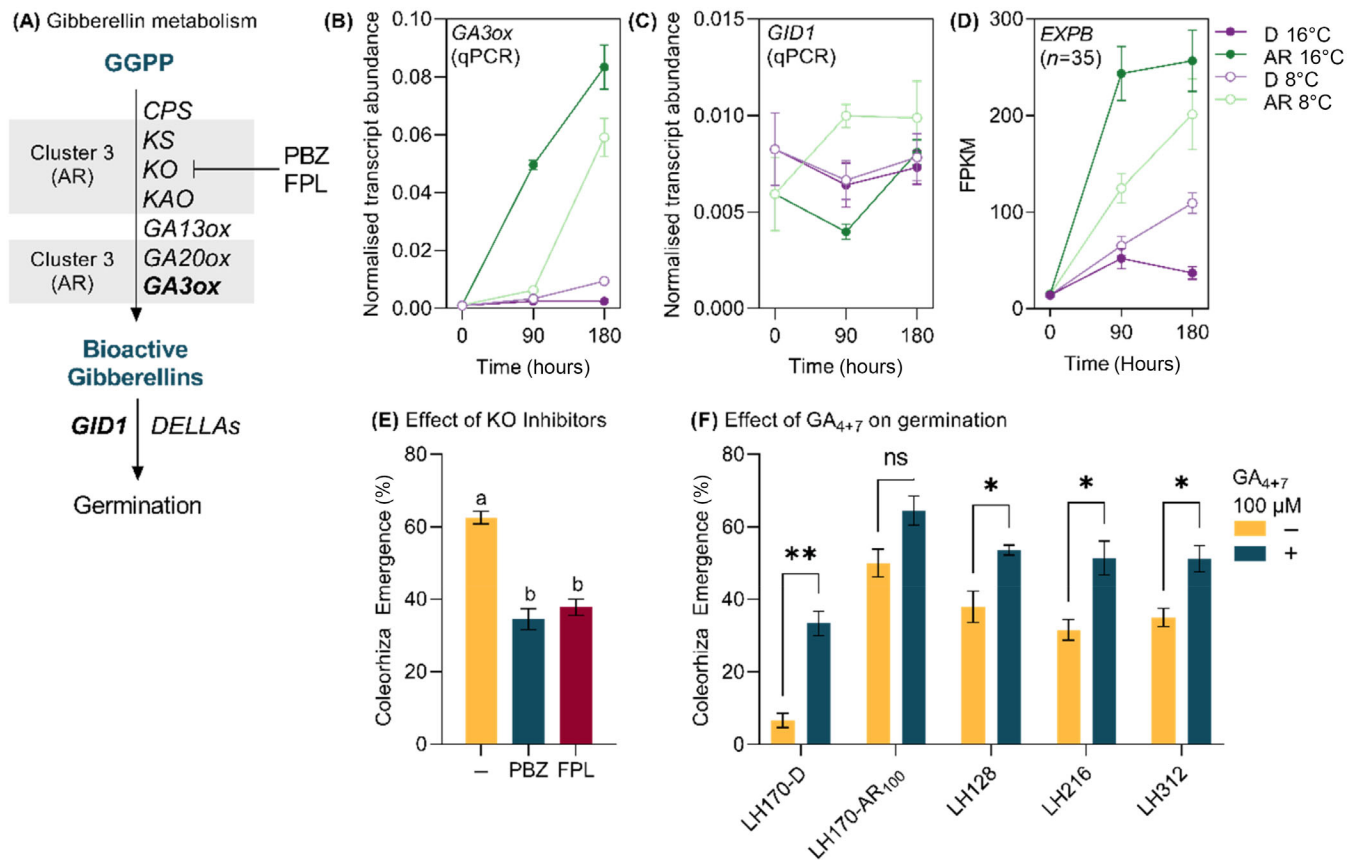 (A) Gibberellin metabolism
GGPP
CPS
KS
KO
KAO
Cluster 3
(AR)
PBZ
FPL
GA13ox
GA20ox
GA3ox
Cluster 3
(AR)
Bioactive
Gibberellins
GID1
DELLAs
Germination
(B)
GA3ox
(qPCR)
Normalised transcript abundance
0.10
0.08
0.06
0.04
0.02
0.00
0
90
180
Time (hours)
(C)
GID1
(qPCR)
Normalised transcript abundance
0.015
0.010
0.005
0.000
0
90
180
Time (hours)
(D)
EXPB
(n=35)
FPKM
300
200
100
0
0
90
180
Time (Hours)
D 16°C
AR 16°C
D 8°C
AR 8°C
(E) Effect of KO Inhibitors
Coleorhiza Emergence (%)
80
60
40
20
0
a
b
b
–
PBZ
FPL
(F) Effect of GA4+7 on germination
Coleorhiza Emergence (%)
80
60
40
20
0
**
ns
*
*
*
LH170-D
LH170-AR100
LH128
LH216
LH312
GA4+7
100 µM
–
+